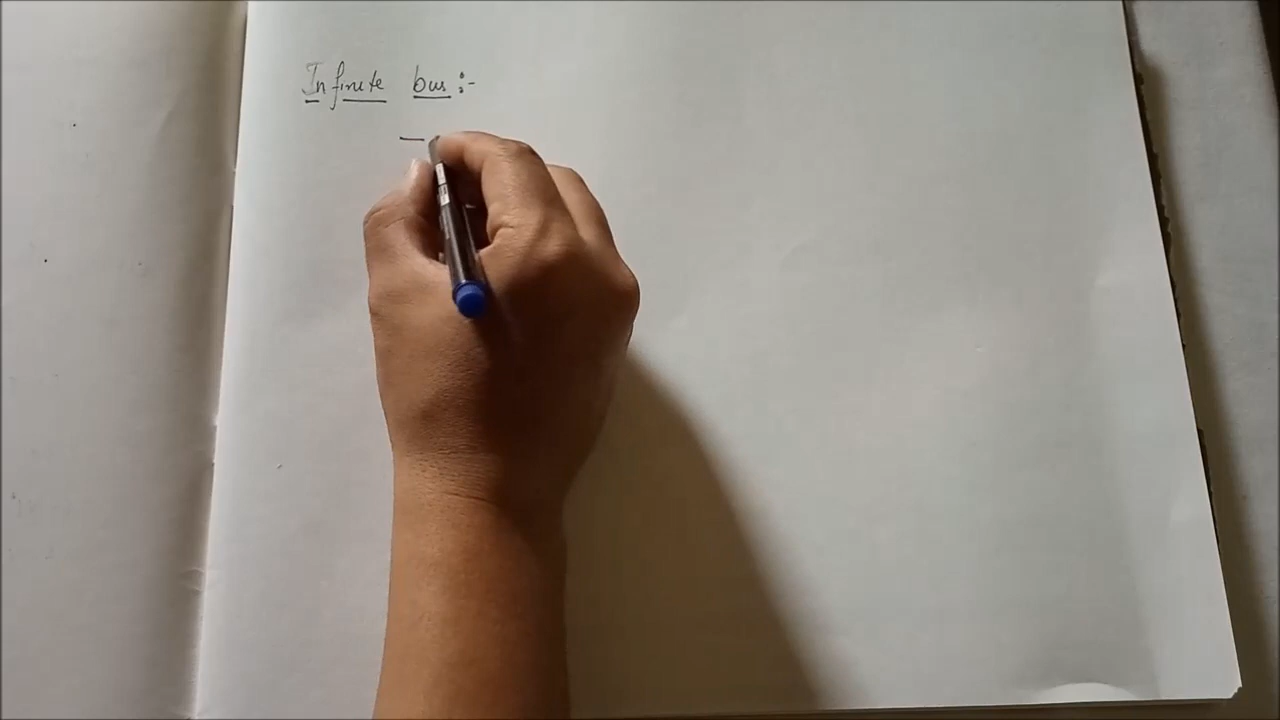 Infinite bus :-
—